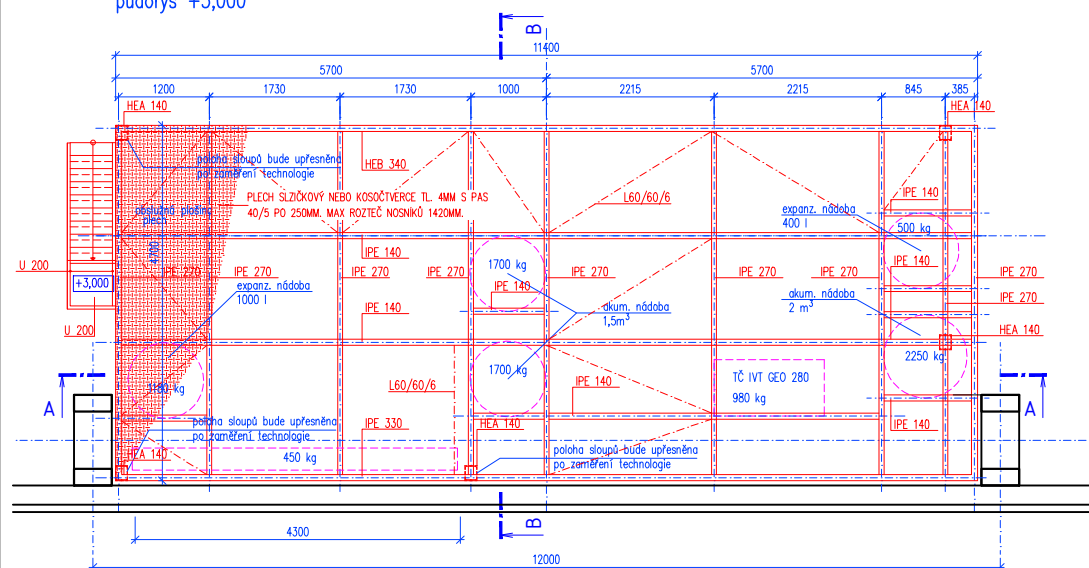 půdorys +3,000
B
11400
5700 5700
1200 1730 1730 1000 2215 2215 845 385
HEA 140 HEA 140
poloha sloupů bude upřesněna
po zaměření technologie
HEB 340
PLECH SLZIČKOVÝ NEBO KOSOČTVERCE TL. 4MM S PAS
40/5 PO 250MM. MAX ROZTEČ NOSNÍKŮ 1420MM.
L60/60/6
IPE 140
expanz. nádoba
400 l
500 kg
obslužná plošina
plech
IPE 140
1700 kg
IPE 140
U 200
IPE 270 IPE 270 IPE 270 IPE 270 IPE 270 IPE 270 IPE 270 IPE 270
+3,000
expanz. nádoba
1000 l
IPE 140
akum. nádoba
2 m³
IPE 270
IPE 140
akum. nádoba
1,5m³
U 200
HEA 140
2250 kg
1700 kg
TČ IVT GEO 280
980 kg
A
L60/60/6
IPE 140
A
poloha sloupů bude upřesněna
po zaměření technologie
IPE 330
HEA 140
IPE 140
HEA 140
450 kg
poloha sloupů bude upřesněna
po zaměření technologie
B
4300
12000